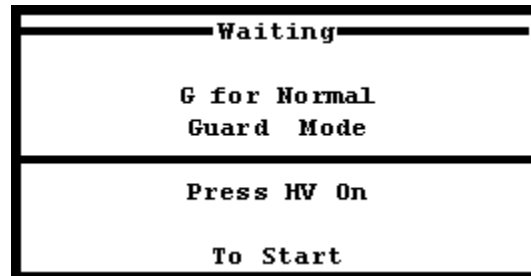 Waiting
G for Normal
Guard Mode
Press HV On
To Start